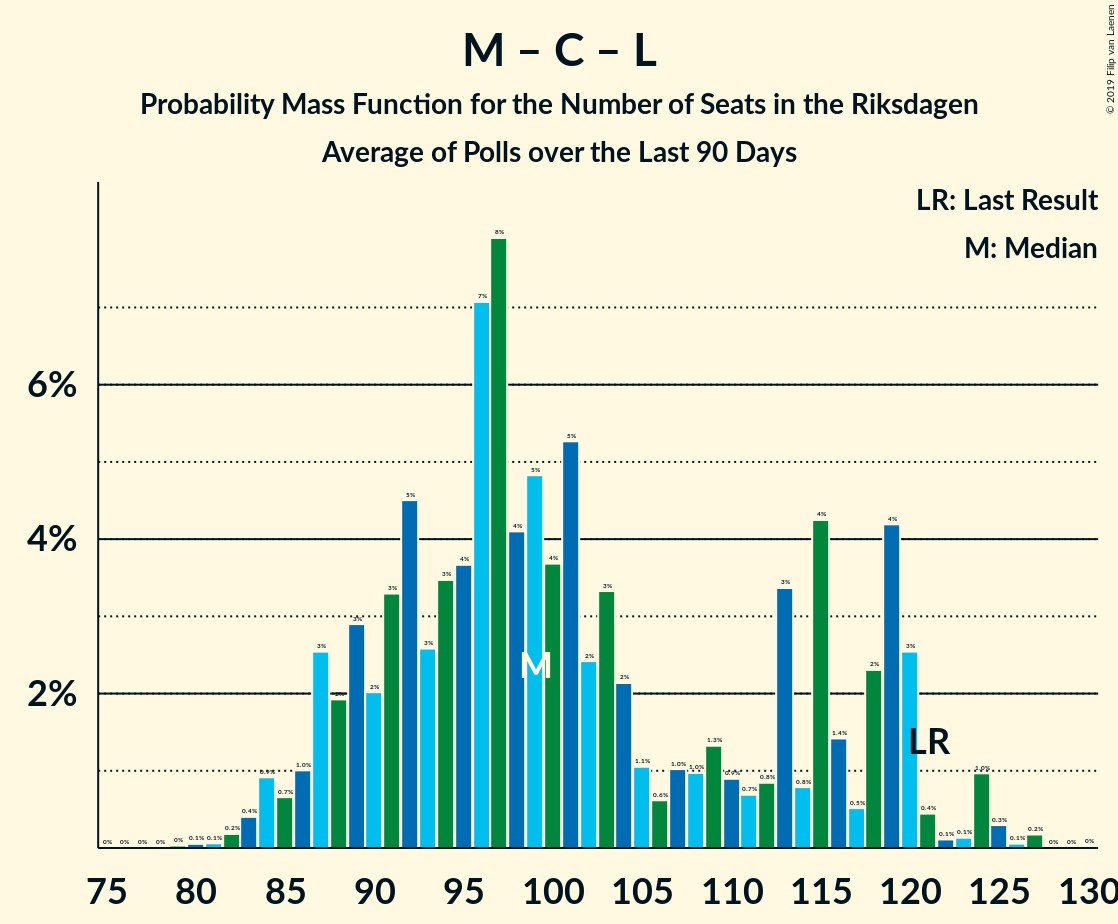 M – C – L
Probability Mass Function for the Number of Seats in the Riksdagen
Average of Polls over the Last 90 Days
© 2019 Filip van Laenen
LR: Last Result
M: Median
6%
4%
2%
0% 0% 0% 0% 0% 0.1% 0.1% 0.2% 0.4% 0.9% 0.7% 1.0% 3% 2% 3% 2% 3% 5% 3% 3% 4% 7% 8% 4% 5% 4% 5% 2% 3% 2% 1.1% 0.6% 1.0% 1.0% 1.3% 0.9% 0.7% 0.8% 3% 0.8% 4% 1.4% 0.5% 2% 4% 3% 0.4% 0.1% 0.1% 1.0% 0.3% 0.1% 0.2% 0% 0% 0%
M
LR
75 80 85 90 95 100 105 110 115 120 125 130